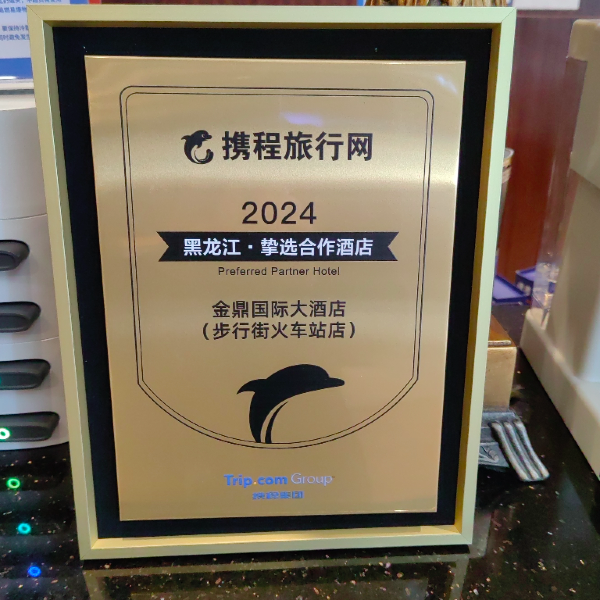 携程旅行网
2024
黑龙江·挚选合作酒店
Preferred Partner Hotel
金鼎国际大酒店
（步行街火车站店）
Trip.com Group
携程集团